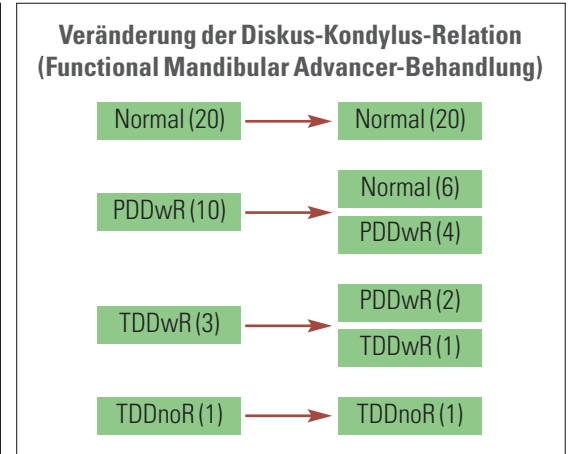 Veränderung der Diskus-Kondylus-Relation
(Functional Mandibular Advancer-Behandlung)
Normal (20)
Normal (20)
PDDwR (10)
Normal (6)
PDDwR (4)
TDDwR (3)
PDDwR (2)
TDDwR (1)
TDDnoR (1)
TDDnoR (1)